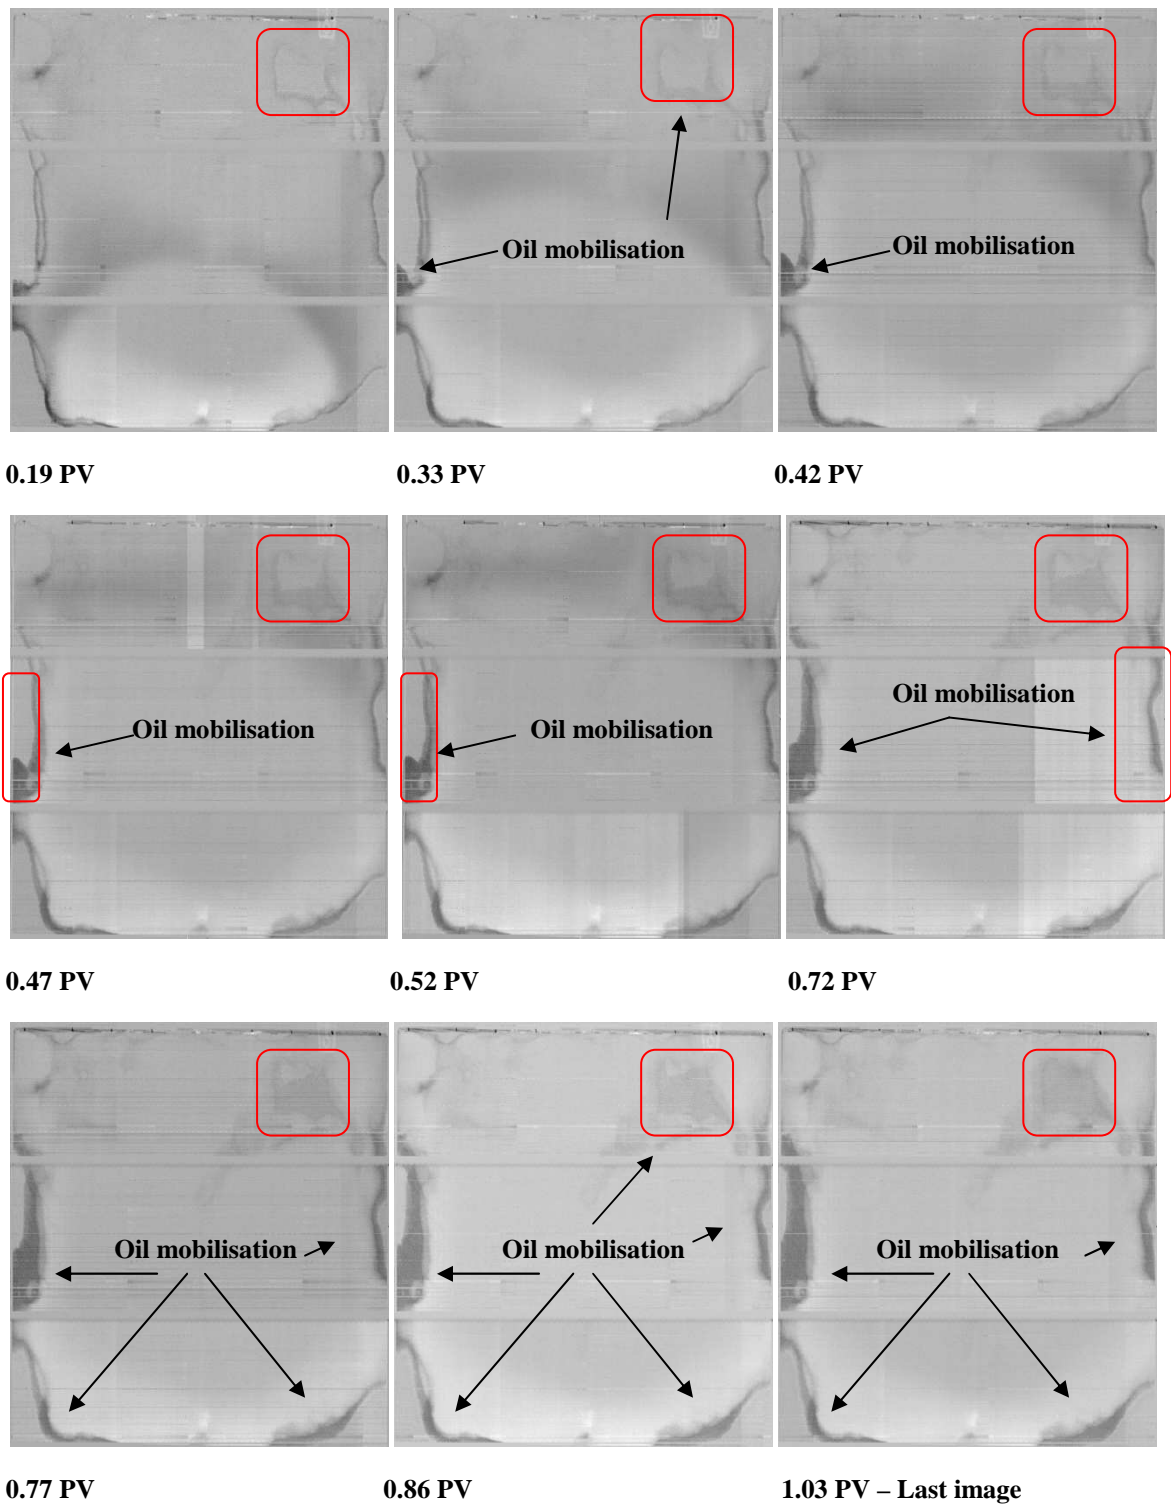 Oil mobilisation
Oil mobilisation
0.19 PV
0.33 PV
0.42 PV
Oil mobilisation
Oil mobilisation
Oil mobilisation
0.47 PV
0.52 PV
0.72 PV
Oil mobilisation
Oil mobilisation
Oil mobilisation
0.77 PV
0.86 PV
1.03 PV – Last image